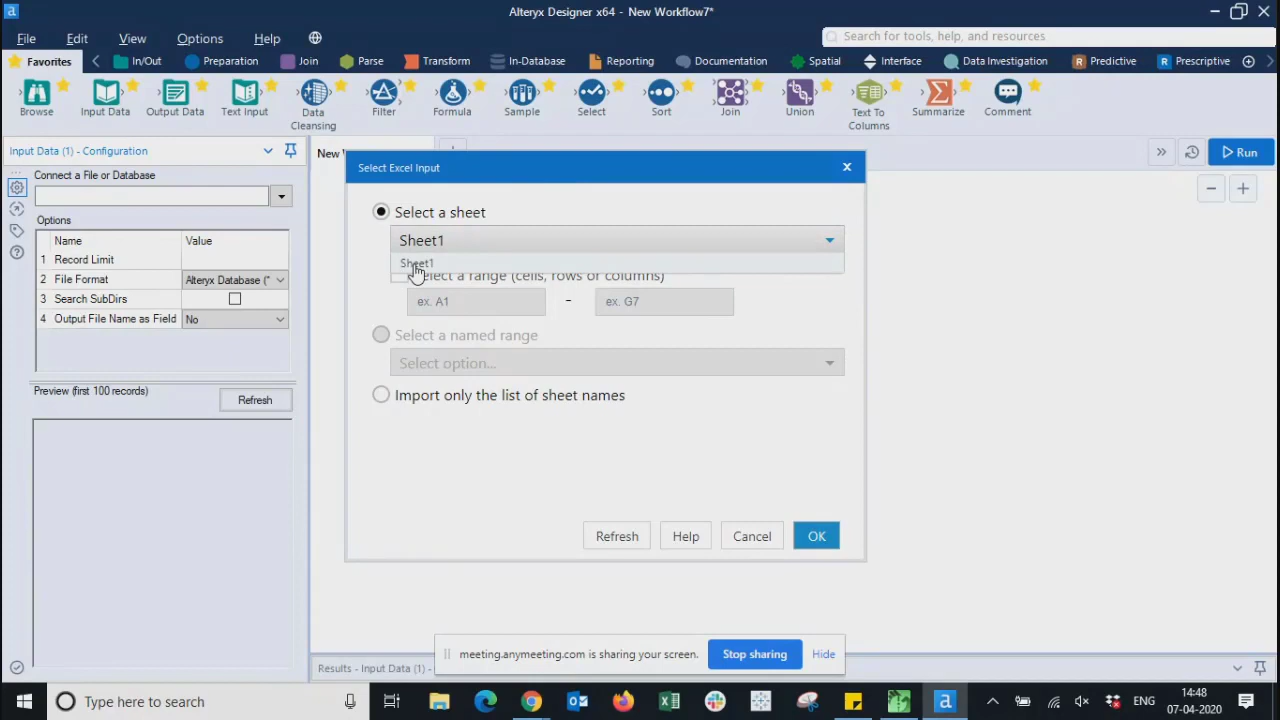 Alteryx Designer x64 - New Workflow7*
File Edit View Options Help
Search for tools, help, and resources
Favorites In/Out Preparation Join Parse Transform In-Database Reporting Documentation Spatial Interface Data Investigation Predictive Prescriptive
Browse Input Data Output Data Text Input Data Cleansing Filter Formula Sample Select Sort Join Union Text To Columns Summarize Comment
Input Data (1) - Configuration
New
Run
Connect a File or Database
Options
Name Value
1 Record Limit
2 File Format Alteryx Database (*
3 Search SubDirs
4 Output File Name as Field No
Preview (first 100 records) Refresh
Select Excel Input
Select a sheet
Sheet1
Sheet1
Select a range (cells, rows or columns)
ex. A1 - ex. G7
Select a named range
Select option...
Import only the list of sheet names
Refresh Help Cancel OK
meeting.anymeeting.com is sharing your screen. Stop sharing Hide
Results - Input Data (1) -
Type here to search
ENG
14:48
07-04-2020